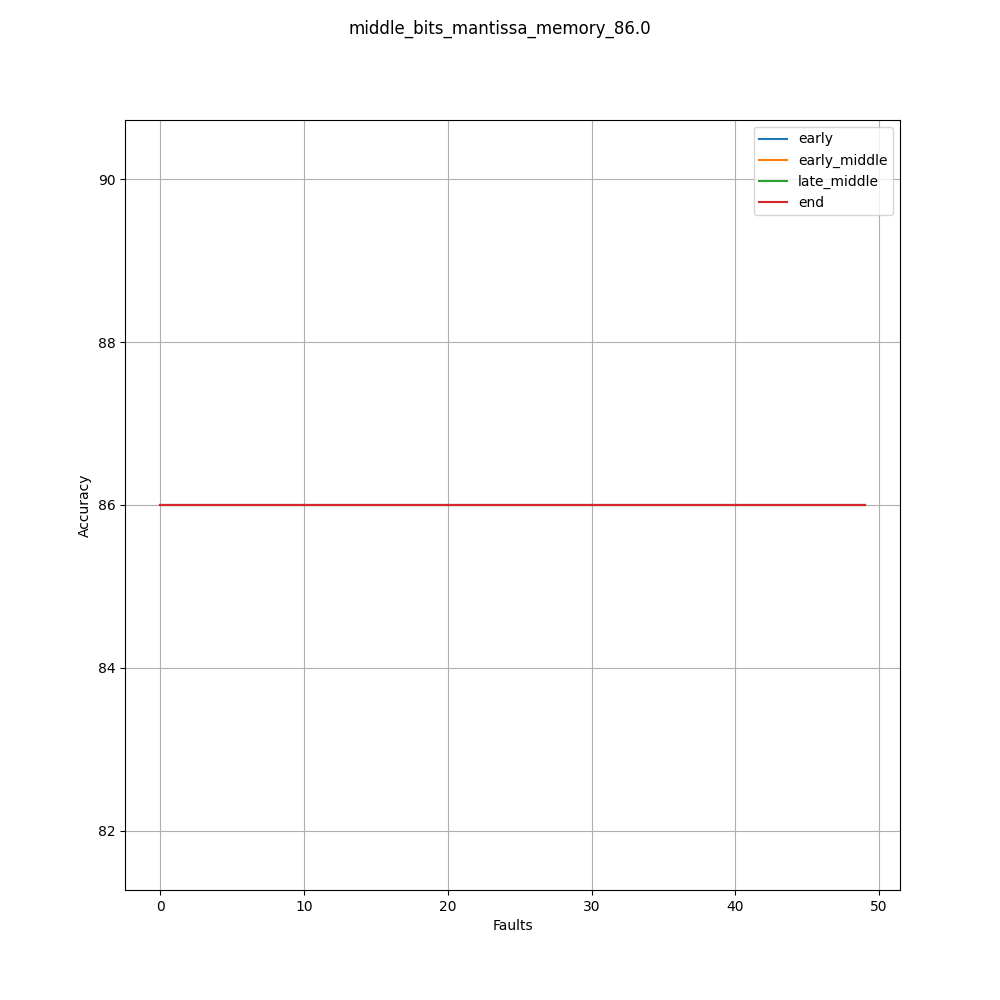 middle_bits_mantissa_memory_86.0
early
early_middle
late_middle
end
90
88
86
84
82
Accuracy
0 10 20 30 40 50
Faults